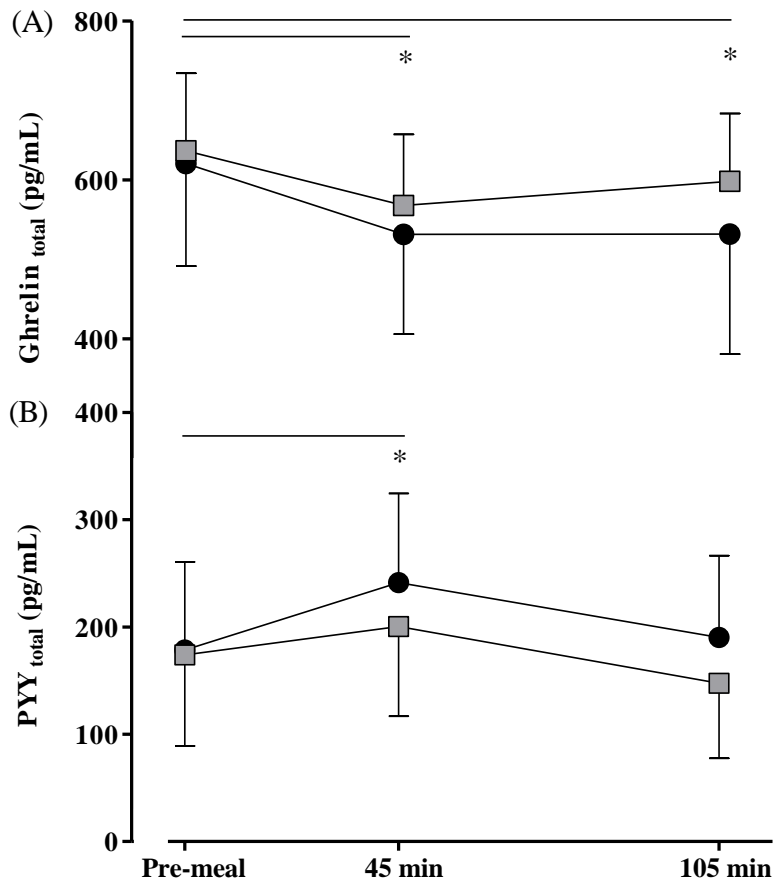 (A)
800
*
*
600
400
Ghrelin total (pg/mL)
(B)
400
*
300
200
100
0
PYY total (pg/mL)
Pre-meal 45 min 105 min